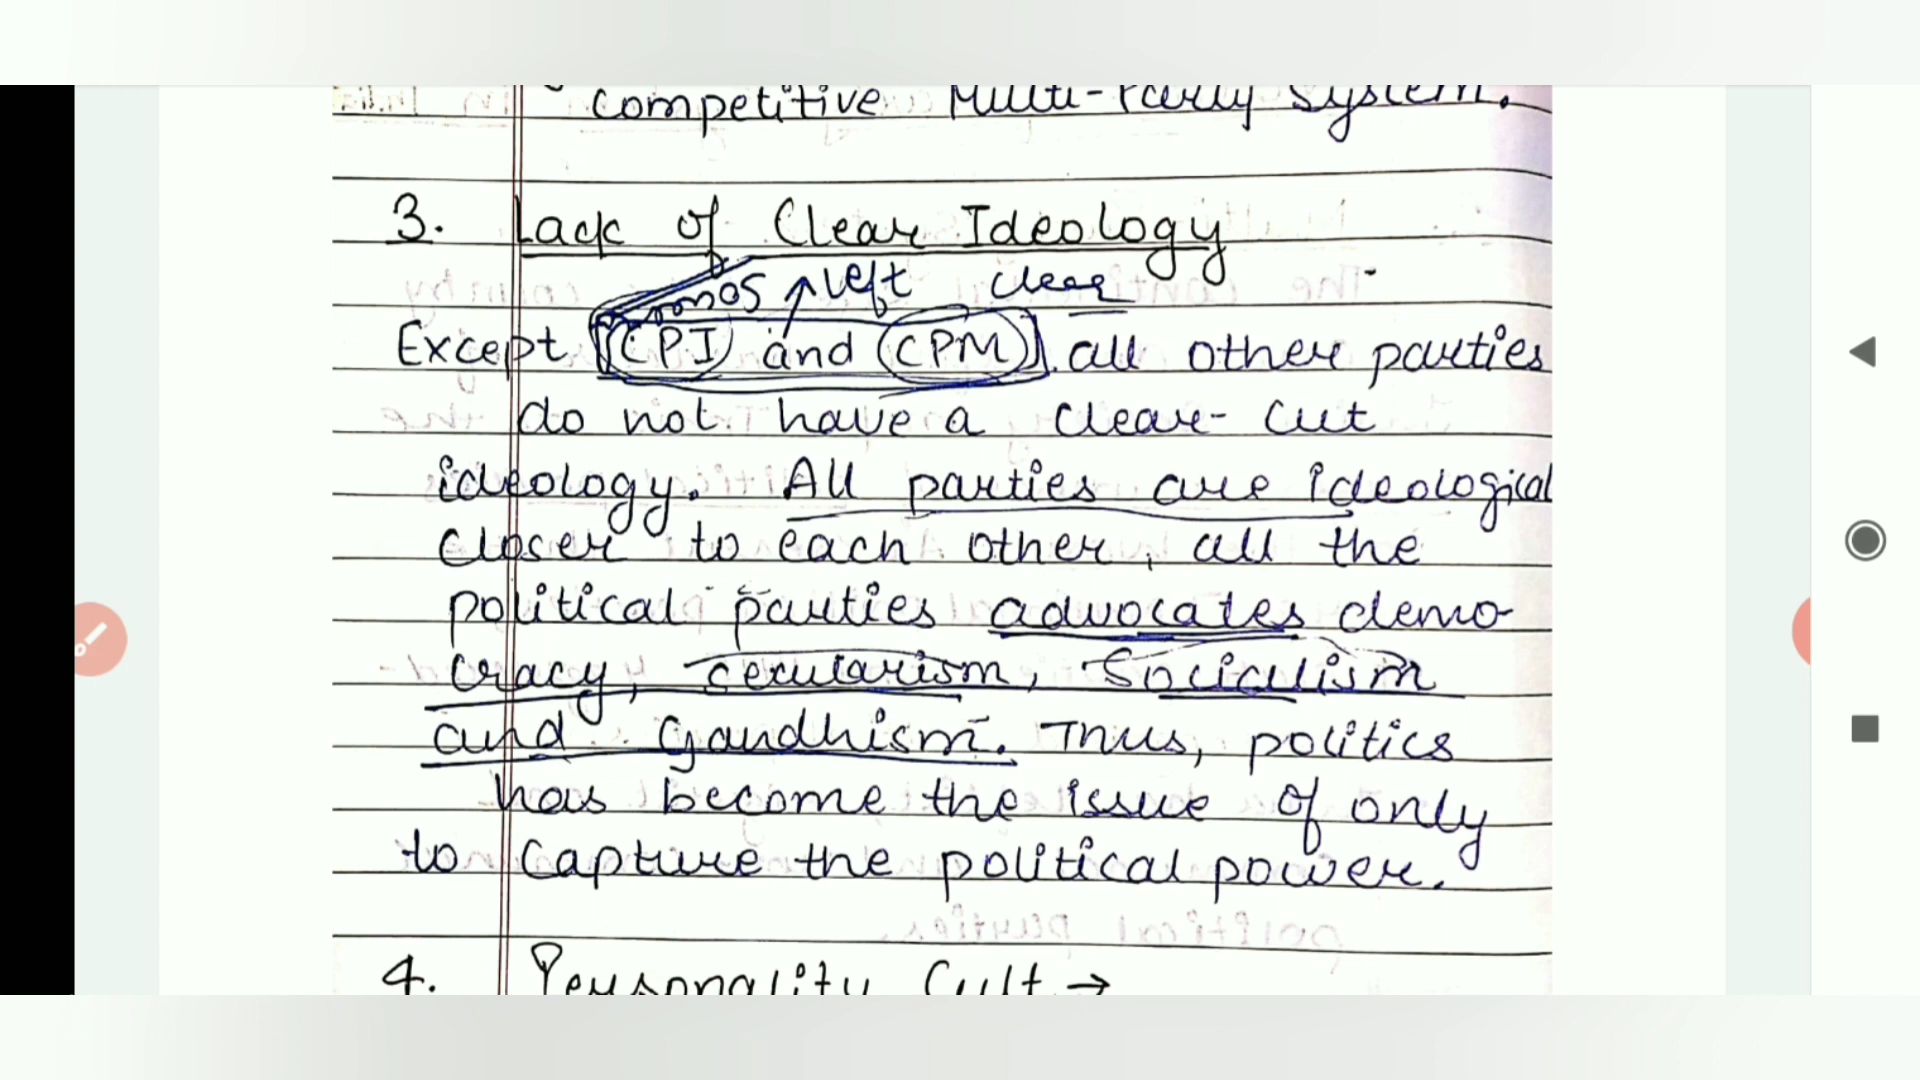 competitive Multi-Party System.
3. Lack of Clear Ideology
left clear
Except (CPI and CPM) all other parties
do not have a clear-cut
ideology. All parties are ideological
closer to each other, all the
political parties advocates demo
cracy, secularism, Socialism
and Gandhism. Thus, politics
has become the issue of only
to capture the political power.
4. Personality Cult →